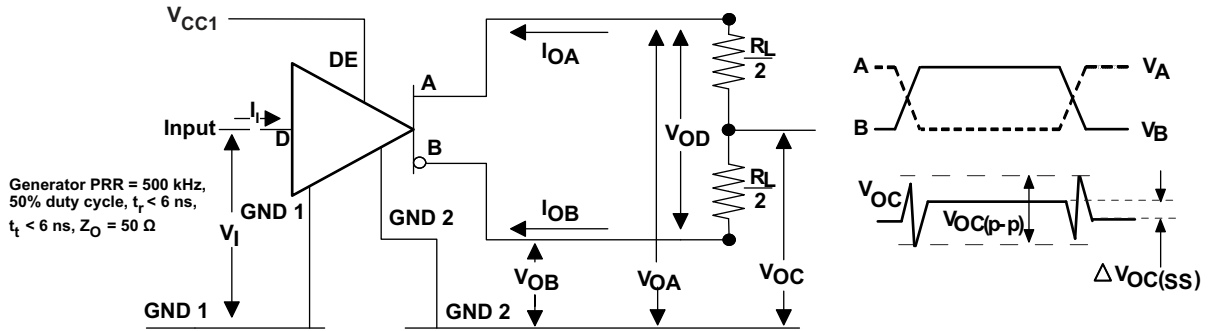 VCC1
DE
IOA
RL
2
A
II
Input
D
B
VOD
RL
2
Generator PRR = 500 kHz,
50% duty cycle, tr < 6 ns,
tt < 6 ns, ZO = 50 Ω
GND 1
VI
GND 2
IOB
VOB
VOA
VOC
GND 1
GND 2
A
VA
B
VB
VOC
VOC(p-p)
Δ VOC(SS)